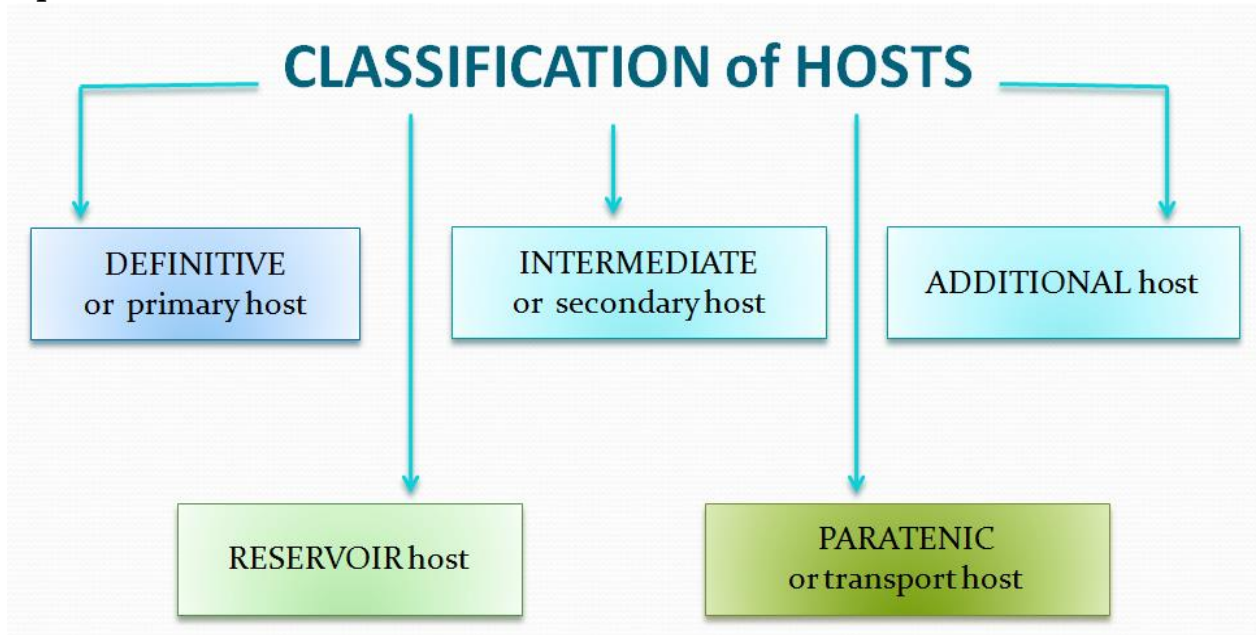 CLASSIFICATION of HOSTS
DEFINITIVE
or primary host
INTERMEDIATE
or secondary host
ADDITIONAL host
RESERVOIR host
PARATENIC
or transport host